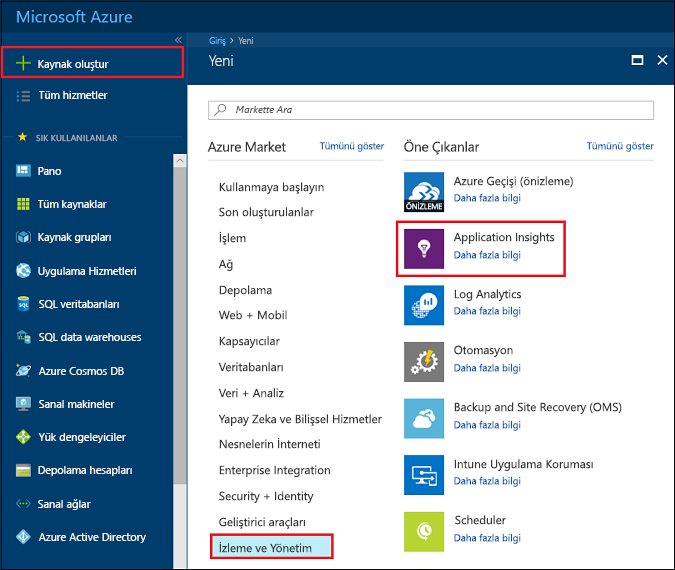 Microsoft Azure
«
Giriş > Yeni
Kaynak oluştur
Yeni
Tüm hizmetler
SIK KULLANILANLAR
Pano
Tüm kaynaklar
Kaynak grupları
Uygulama Hizmetleri
SQL veritabanları
SQL data warehouses
Azure Cosmos DB
Sanal makineler
Yük dengeleyiciler
Depolama hesapları
Sanal ağlar
Azure Active Directory
Markette Ara
Azure Market
Tümünü göster
Kullanmaya başlayın
Son oluşturulanlar
İşlem
Ağ
Depolama
Web + Mobil
Kapsayıcılar
Veritabanları
Veri + Analiz
Yapay Zeka ve Bilişsel Hizmetler
Nesnelerin İnterneti
Enterprise Integration
Security + Identity
Geliştirici araçları
İzleme ve Yönetim
Öne Çıkanlar
Tümünü göster
ÖNİZLEME
Azure Geçişi (önizleme)
Daha fazla bilgi
Application Insights
Daha fazla bilgi
Log Analytics
Daha fazla bilgi
Otomasyon
Daha fazla bilgi
Backup and Site Recovery (OMS)
Daha fazla bilgi
Intune Uygulama Koruması
Daha fazla bilgi
Scheduler
Daha fazla bilgi